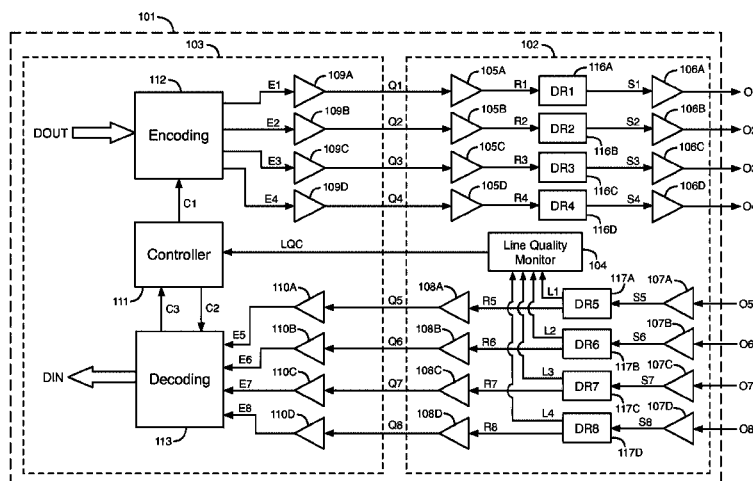 101
103
102
112
109A
105A
116A
106A
E1
Q1
R1
DR1
S1
O1
109B
105B
106B
DOUT
Encoding
E2
Q2
R2
DR2
S2
O2
109C
105C
116B
106C
E3
Q3
R3
DR3
S3
O3
109D
105D
116C
106D
E4
Q4
R4
DR4
S4
O4
C1
116D
Controller
LQC
Line Quality
Monitor
104
111
C3
C2
110A
108A
L1
117A
107A
E5
Q5
R5
DR5
S5
O5
110B
108B
L2
107B
E6
Q6
R6
DR6
S6
O6
110C
108C
L3
117B
107C
DIN
Decoding
E7
Q7
R7
DR7
S7
O7
110D
108D
L4
117C
107D
E8
Q8
R8
DR8
S8
O8
113
117D